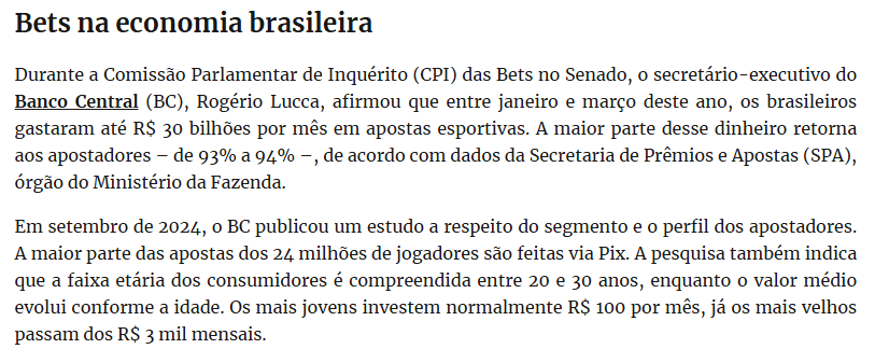 Bets na economia brasileira
Durante a Comissão Parlamentar de Inquérito (CPI) das Bets no Senado, o secretário-executivo do
Banco Central (BC), Rogério Lucca, afirmou que entre janeiro e março deste ano, os brasileiros
gastaram até R$ 30 bilhões por mês em apostas esportivas. A maior parte desse dinheiro retorna
aos apostadores – de 93% a 94% –, de acordo com dados da Secretaria de Prêmios e Apostas (SPA),
órgão do Ministério da Fazenda.
Em setembro de 2024, o BC publicou um estudo a respeito do segmento e o perfil dos apostadores.
A maior parte das apostas dos 24 milhões de jogadores são feitas via Pix. A pesquisa também indica
que a faixa etária dos consumidores é compreendida entre 20 e 30 anos, enquanto o valor médio
evolui conforme a idade. Os mais jovens investem normalmente R$ 100 por mês, já os mais velhos
passam dos R$ 3 mil mensais.